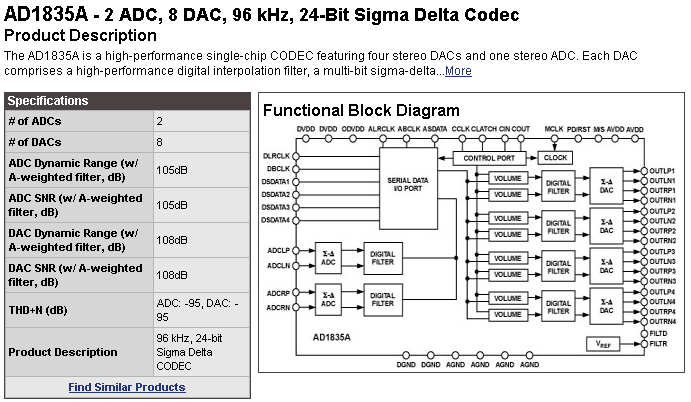 AD1835A - 2 ADC, 8 DAC, 96 kHz, 24-Bit Sigma Delta Codec
Product Description
The AD1835A is a high-performance single-chip CODEC featuring four stereo DACs and one stereo ADC. Each DAC
comprises a high-performance digital interpolation filter, a multi-bit sigma-delta...More
Specifications
# of ADCs 2
# of DACs 8
ADC Dynamic Range (w/
A-weighted filter, dB) 105dB
ADC SNR (w/ A-weighted
filter, dB) 105dB
DAC Dynamic Range (w/
A-weighted filter, dB) 108dB
DAC SNR (w/ A-weighted
filter, dB) 108dB
THD+N (dB) ADC: -95, DAC: -
95
Product Description 96 kHz, 24-bit
Sigma Delta
CODEC
Find Similar Products
Functional Block Diagram
DVDD DVDD ODVDD ALRCLK ABCLK ASDATA CCLK CLATCH CIN COUT MCLK PD/RST M/S AVDD AVDD
DLRCLK
DBCLK
DSDATA1
DSDATA2
DSDATA3
DSDATA4
SERIAL DATA
I/O PORT
CONTROL PORT
CLOCK
ADCLP
ADCLN
Σ-Δ
ADC
DIGITAL
FILTER
ADCRP
ADCRN
Σ-Δ
ADC
DIGITAL
FILTER
VOLUME
VOLUME
DIGITAL
FILTER
Σ-Δ
DAC
OUTLP1
OUTLN1
OUTRP1
OUTRN1
VOLUME
VOLUME
DIGITAL
FILTER
Σ-Δ
DAC
OUTLP2
OUTLN2
OUTRP2
OUTRN2
VOLUME
VOLUME
DIGITAL
FILTER
Σ-Δ
DAC
OUTLP3
OUTLN3
OUTRP3
OUTRN3
VOLUME
VOLUME
DIGITAL
FILTER
Σ-Δ
DAC
OUTLP4
OUTLN4
OUTRP4
OUTRN4
VREF
FILTD
FILTR
AD1835A
DGND DGND AGND AGND AGND AGND